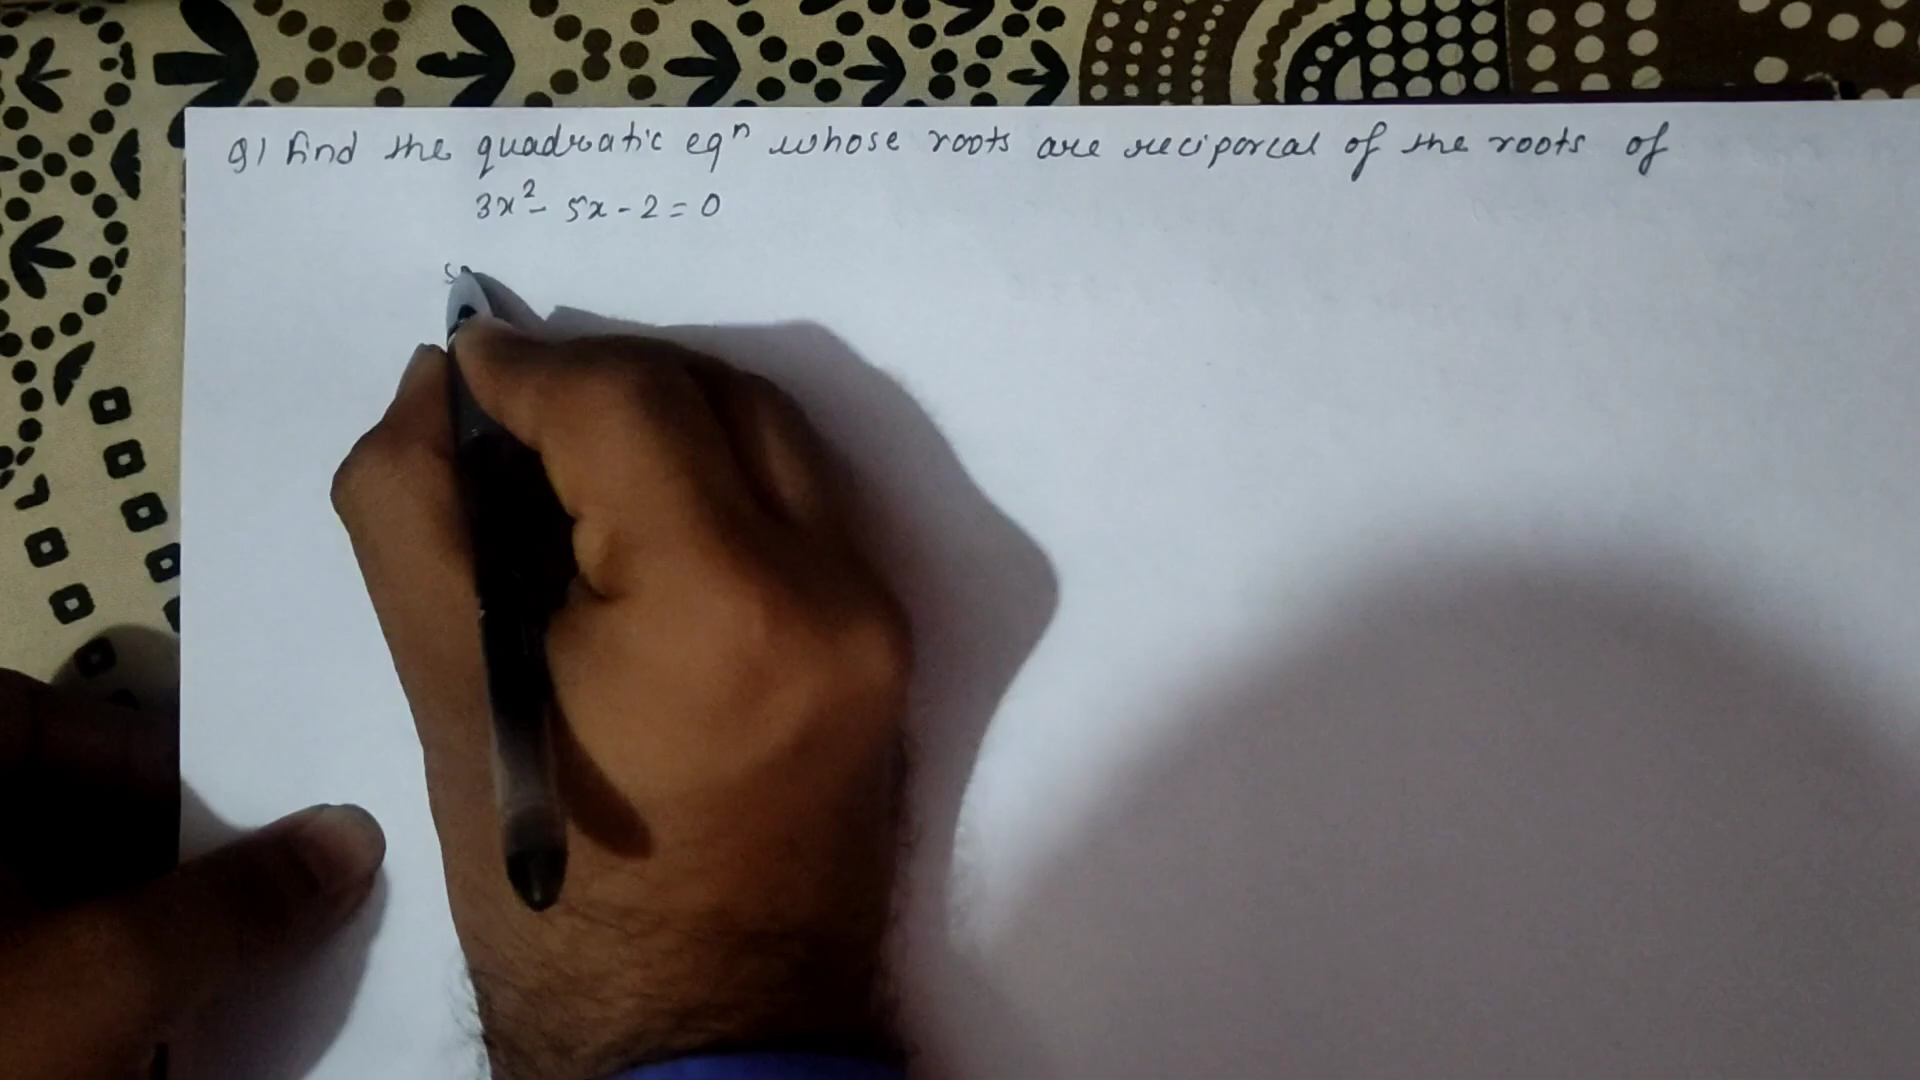 Q) find the quadratic eqⁿ whose roots are reciporcal of the roots of
3x² - 5x - 2 = 0